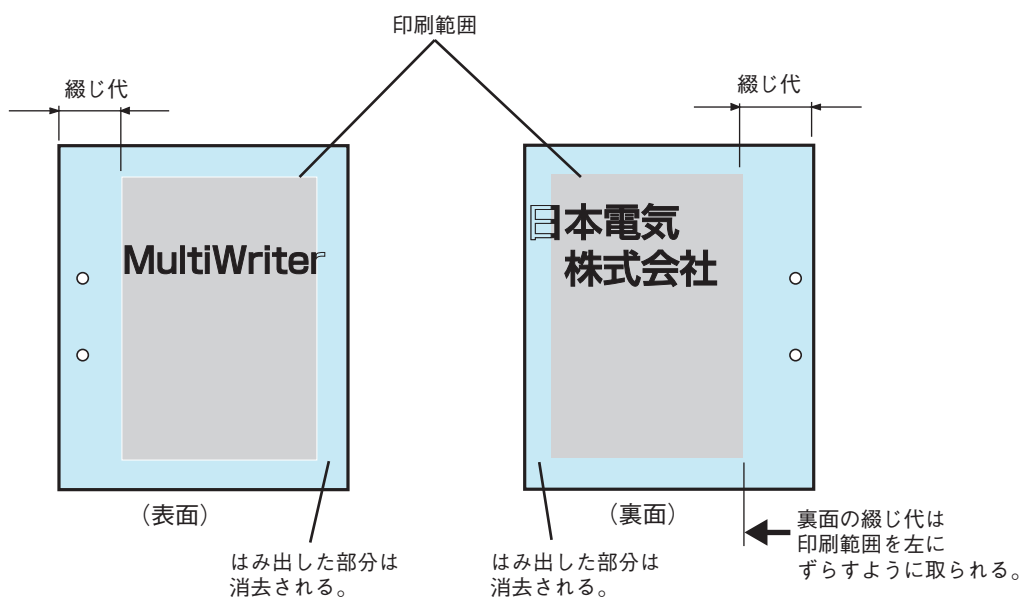 印刷範囲
綴じ代
綴じ代
MultiWriter
日本電気
株式会社
（表面）
（裏面）
はみ出した部分は
消去される。
はみ出した部分は
消去される。
裏面の綴じ代は
印刷範囲を左に
ずらすように取られる。